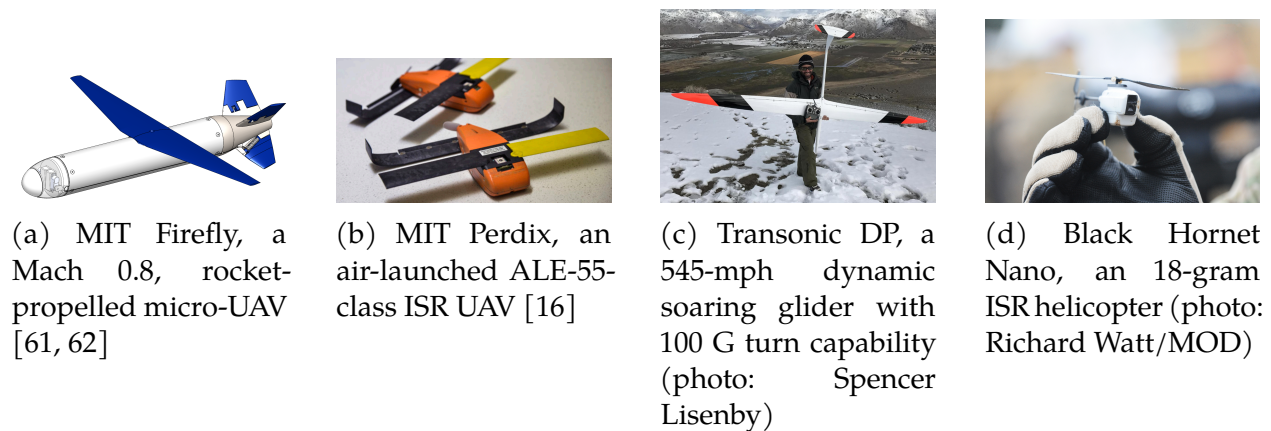 (a) MIT Firefly, a
Mach 0.8, rocket-
propelled micro-UAV
[61, 62]
(b) MIT Perdix, an
air-launched ALE-55-
class ISR UAV [16]
(c) Transonic DP, a
545-mph dynamic
soaring glider with
100 G turn capability
(photo: Spencer
Lisenby)
(d) Black Hornet
Nano, an 18-gram
ISR helicopter (photo:
Richard Watt/MOD)